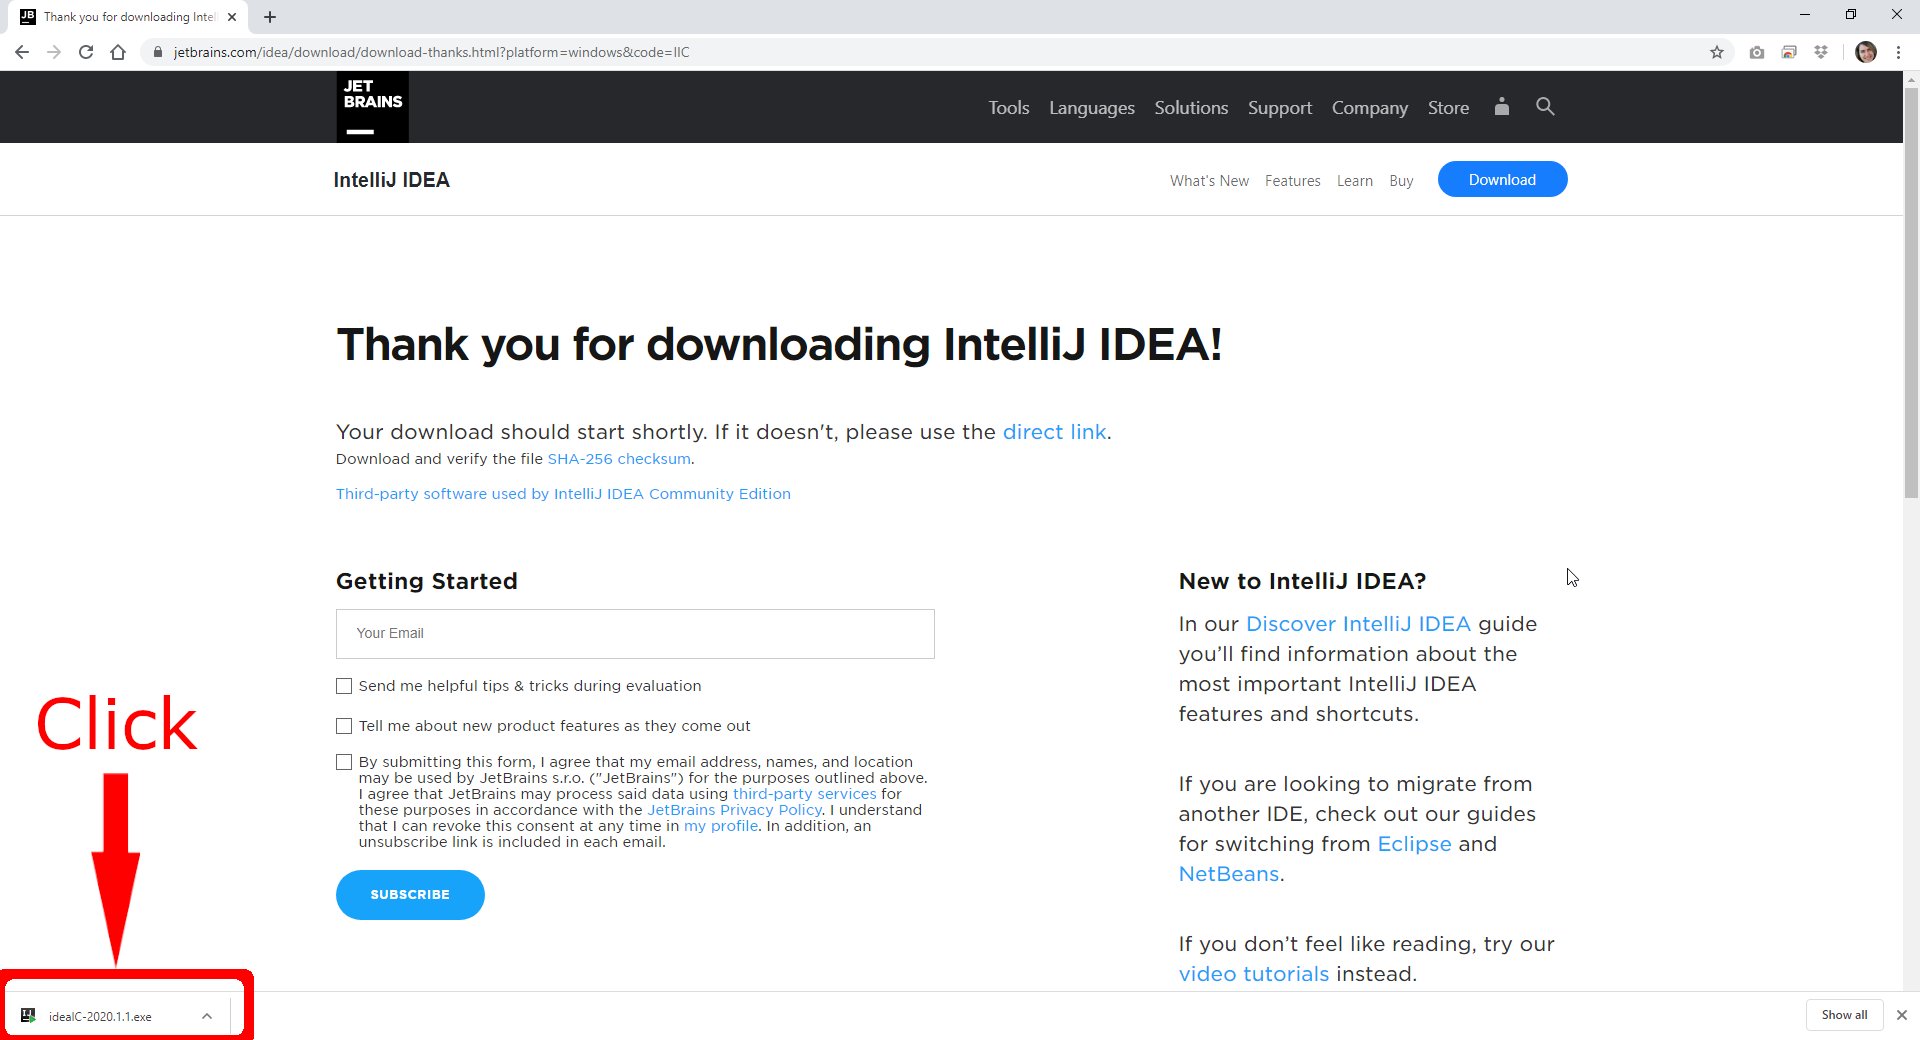 Thank you for downloading Intel
jetbrains.com/idea/download/download-thanks.html?platform=windows&code=IIC
JET
BRAINS
Tools Languages Solutions Support Company Store
IntelliJ IDEA
What's New Features Learn Buy Download
Thank you for downloading IntelliJ IDEA!
Your download should start shortly. If it doesn't, please use the direct link.
Download and verify the file SHA-256 checksum.
Third-party software used by IntelliJ IDEA Community Edition
Getting Started
Your Email
Send me helpful tips & tricks during evaluation
Tell me about new product features as they come out
By submitting this form, I agree that my email address, names, and location
may be used by JetBrains s.r.o. ("JetBrains") for the purposes outlined above.
I agree that JetBrains may process said data using third-party services for
these purposes in accordance with the JetBrains Privacy Policy. I understand
that I can revoke this consent at any time in my profile. In addition, an
unsubscribe link is included in each email.
SUBSCRIBE
New to IntelliJ IDEA?
In our Discover IntelliJ IDEA guide
you’ll find information about the
most important IntelliJ IDEA
features and shortcuts.
If you are looking to migrate from
another IDE, check out our guides
for switching from Eclipse and
NetBeans.
If you don’t feel like reading, try our
video tutorials instead.
Click
ideaIC-2020.1.1.exe
Show all